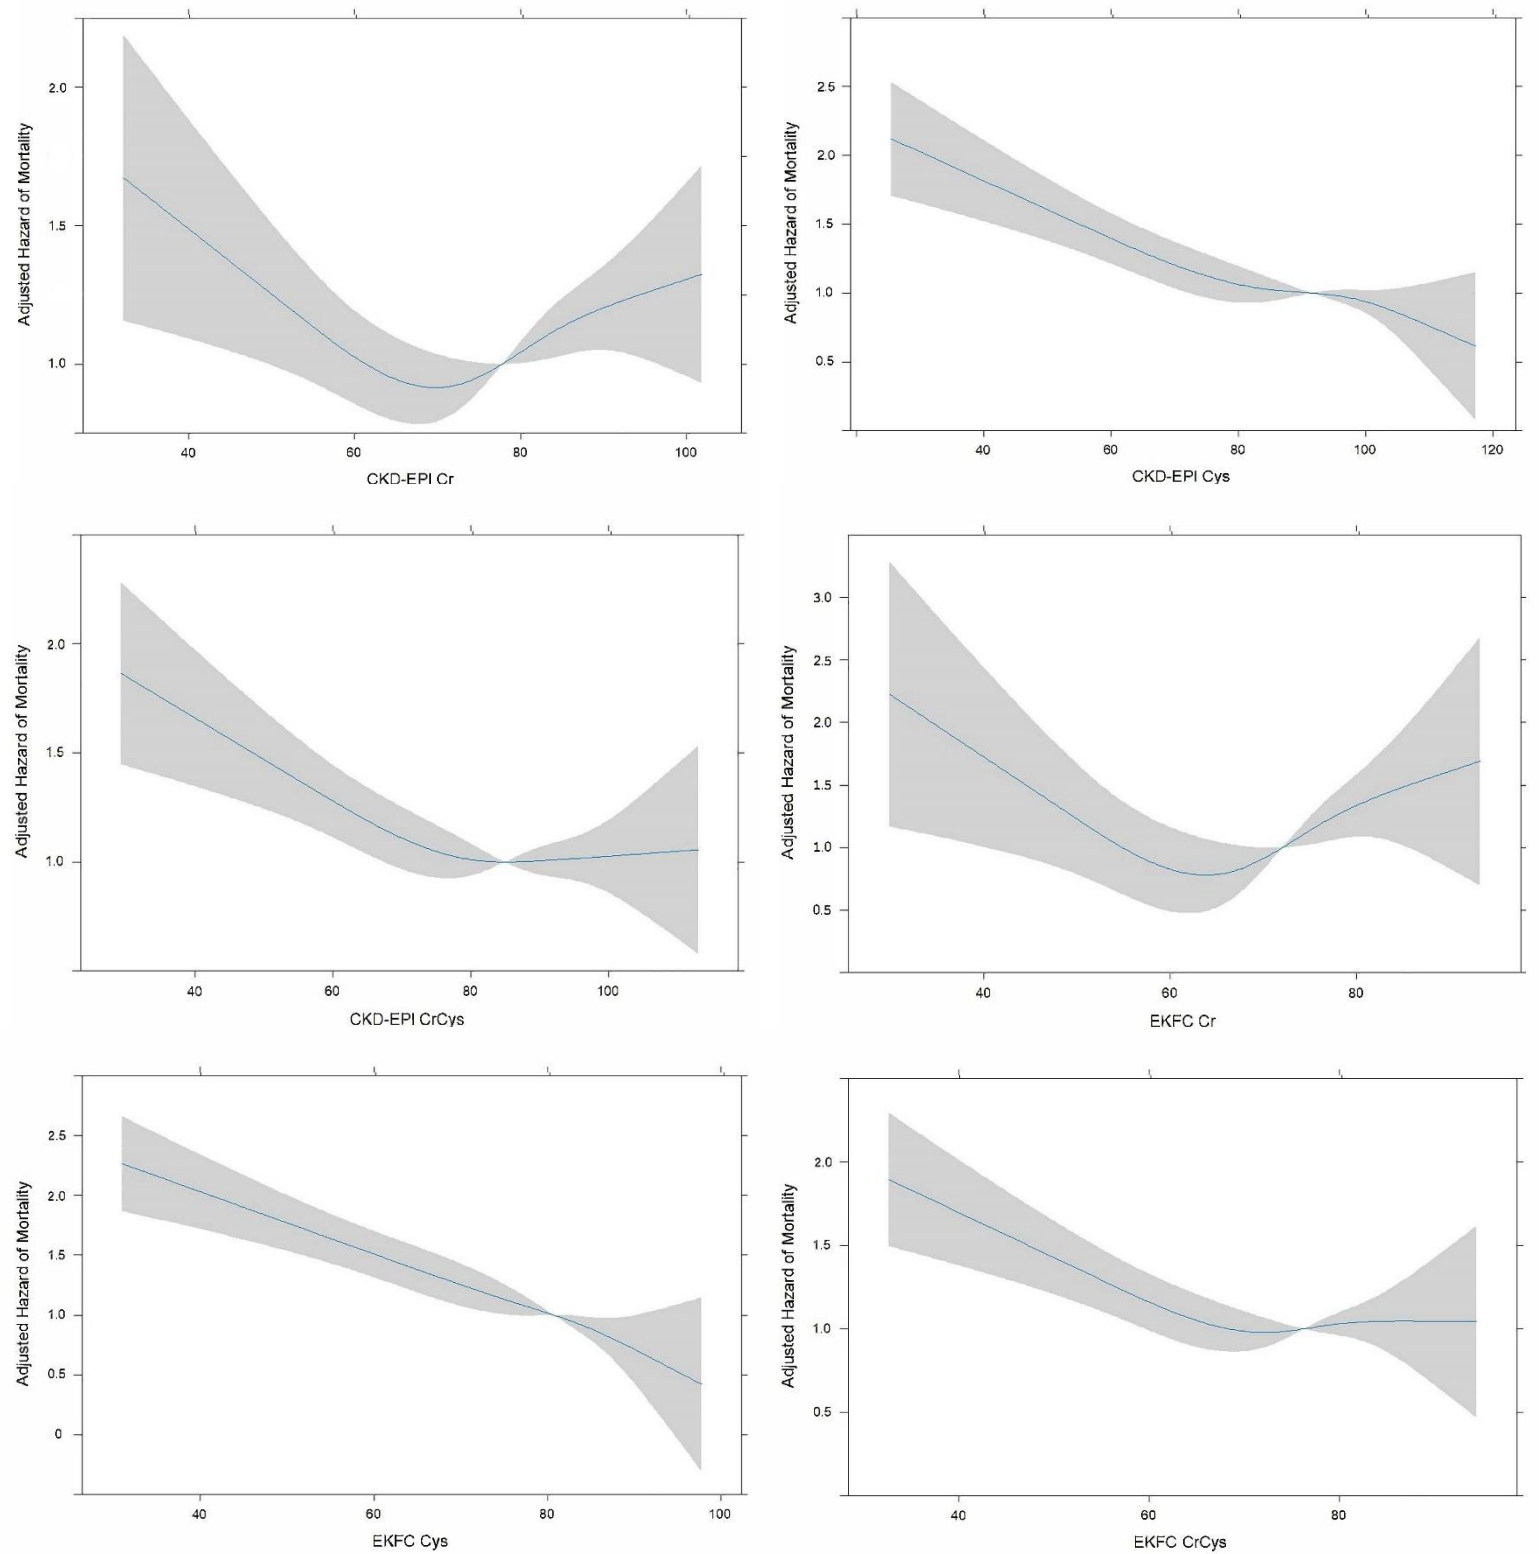 2.0
1.5
1.0
Adjusted Hazard of Mortality
40 60 80 100
CKD-EPI Cr
2.5
2.0
1.5
1.0
0.5
Adjusted Hazard of Mortality
40 60 80 100 120
CKD-EPI Cys
2.0
1.5
1.0
Adjusted Hazard of Mortality
40 60 80 100
CKD-EPI CrCys
3.0
2.5
2.0
1.5
1.0
0.5
Adjusted Hazard of Mortality
40 60 80
EKFC Cr
2.5
2.0
1.5
1.0
0.5
0
Adjusted Hazard of Mortality
40 60 80 100
EKFC Cys
2.0
1.5
1.0
0.5
Adjusted Hazard of Mortality
40 60 80
EKFC CrCys